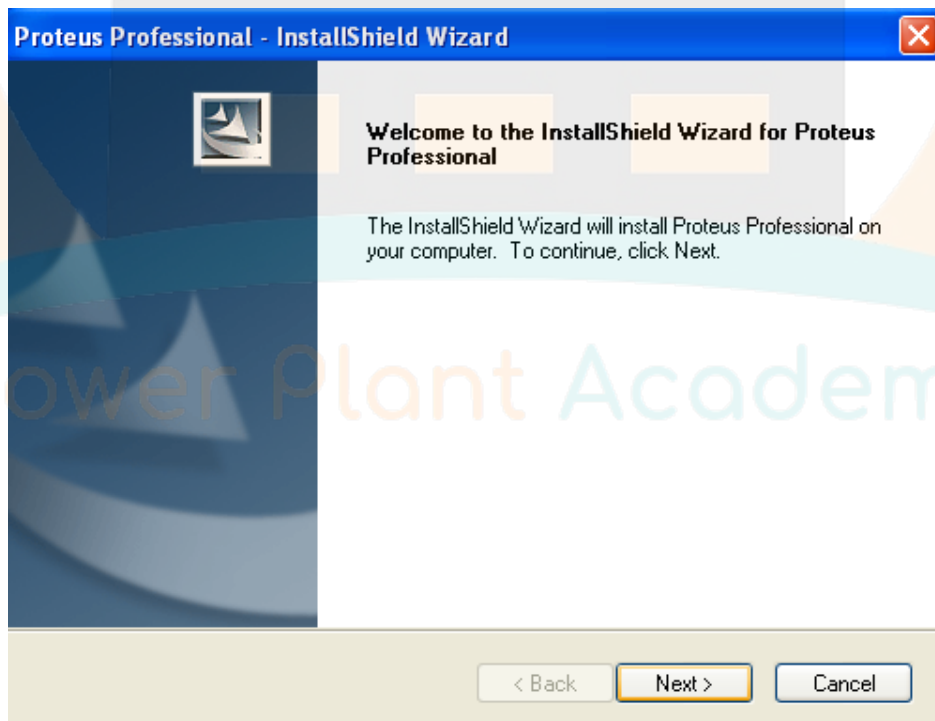 Proteus Professional - InstallShield Wizard
Welcome to the InstallShield Wizard for Proteus
Professional
The InstallShield Wizard will install Proteus Professional on
your computer. To continue, click Next.
ower Plant Academ
< Back Next > Cancel